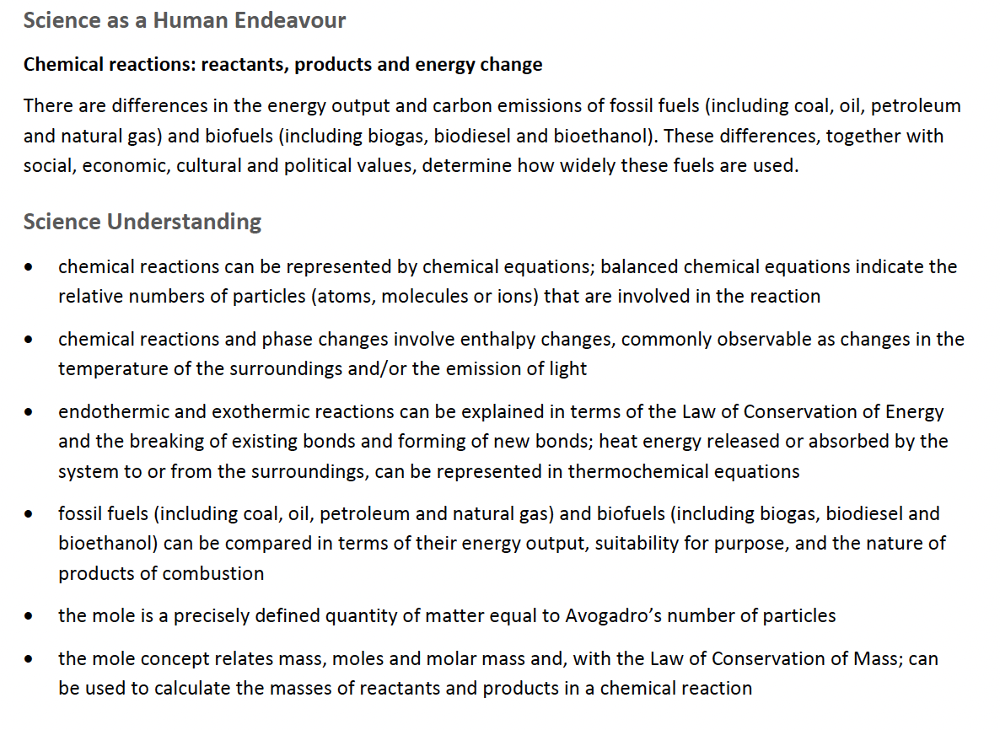 Science as a Human Endeavour
Chemical reactions: reactants, products and energy change
There are differences in the energy output and carbon emissions of fossil fuels (including coal, oil, petroleum
and natural gas) and biofuels (including biogas, biodiesel and bioethanol). These differences, together with
social, economic, cultural and political values, determine how widely these fuels are used.
Science Understanding
• chemical reactions can be represented by chemical equations; balanced chemical equations indicate the
relative numbers of particles (atoms, molecules or ions) that are involved in the reaction
• chemical reactions and phase changes involve enthalpy changes, commonly observable as changes in the
temperature of the surroundings and/or the emission of light
• endothermic and exothermic reactions can be explained in terms of the Law of Conservation of Energy
and the breaking of existing bonds and forming of new bonds; heat energy released or absorbed by the
system to or from the surroundings, can be represented in thermochemical equations
• fossil fuels (including coal, oil, petroleum and natural gas) and biofuels (including biogas, biodiesel and
bioethanol) can be compared in terms of their energy output, suitability for purpose, and the nature of
products of combustion
• the mole is a precisely defined quantity of matter equal to Avogadro’s number of particles
• the mole concept relates mass, moles and molar mass and, with the Law of Conservation of Mass; can
be used to calculate the masses of reactants and products in a chemical reaction